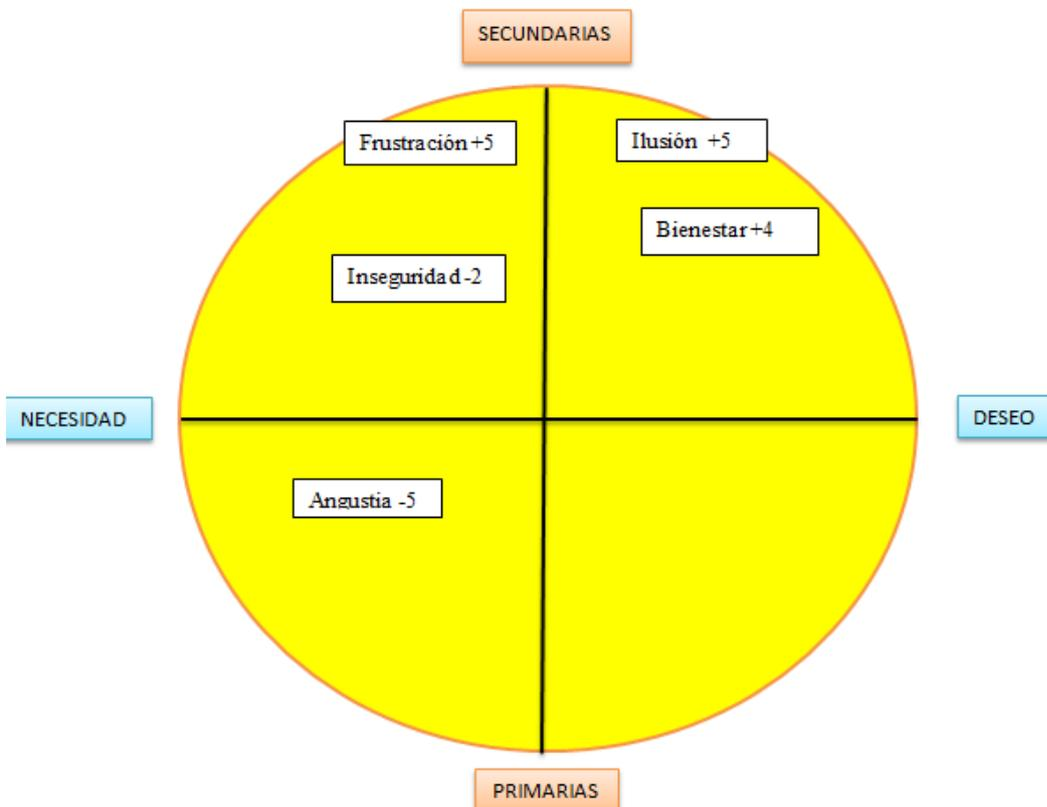 SECUNDARIAS
Frustración +5
Ilusión +5
Bienestar +4
Inseguridad -2
NECESIDAD
DESEO
Angustia -5
PRIMARIAS